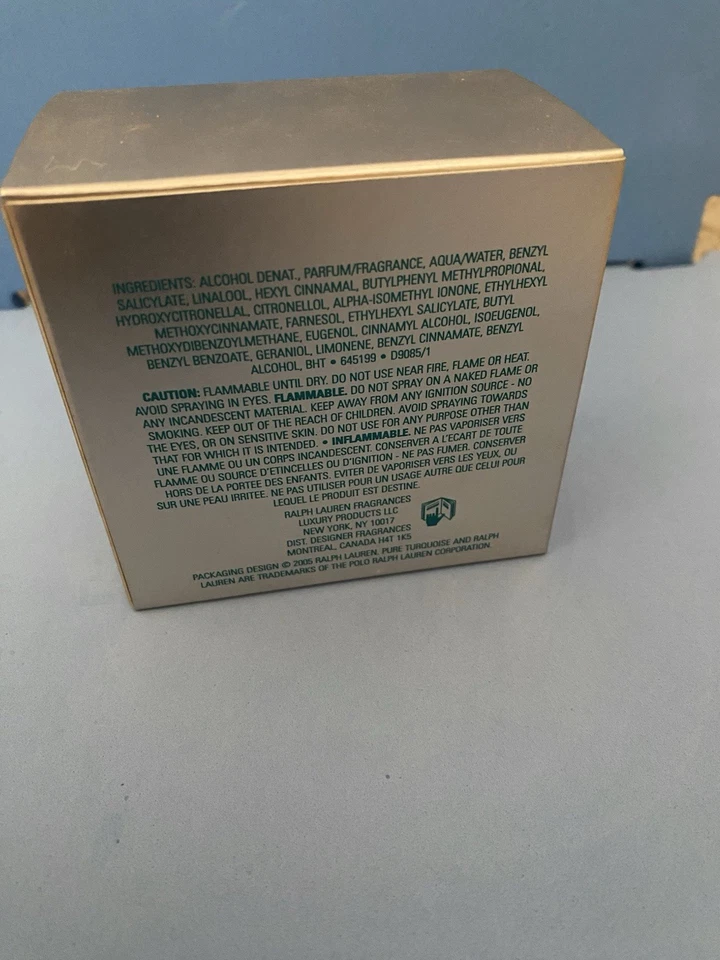 INGREDIENTS: ALCOHOL DENAT., PARFUM/FRAGRANCE, AQUA/WATER, BENZYL
SALICYLATE, LINALOOL, HEXYL CINNAMAL, BUTYLPHENYL METHYLPROPIONAL,
HYDROXYCITRONELLAL, CITRONELLOL, ALPHA-ISOMETHYL IONONE, ETHYLHEXYL
METHOXYCINNAMATE, FARNESOL, ETHYLHEXYL SALICYLATE, BUTYL
METHOXYDIBENZOYLMETHANE, EUGENOL, CINNAMYL ALCOHOL, ISOEUGENOL,
BENZYL BENZOATE, GERANIOL, LIMONENE, BENZYL CINNAMATE, BENZYL
ALCOHOL, BHT • 645199 • D9085/1
CAUTION: FLAMMABLE UNTIL DRY. DO NOT USE NEAR FIRE, FLAME OR HEAT.
AVOID SPRAYING IN EYES. FLAMMABLE. DO NOT SPRAY ON A NAKED FLAME OR
ANY INCANDESCENT MATERIAL. KEEP AWAY FROM ANY IGNITION SOURCE - NO
SMOKING. KEEP OUT OF THE REACH OF CHILDREN. AVOID SPRAYING TOWARDS
THE EYES, OR ON SENSITIVE SKIN. DO NOT USE FOR ANY PURPOSE OTHER THAN
THAT FOR WHICH IT IS INTENDED. • INFLAMMABLE. NE PAS VAPORISER VERS
UNE FLAMME OU UN CORPS INCANDESCENT. CONSERVER A L'ECART DE TOUTE
FLAMME OU SOURCE D'ETINCELLES OU D'IGNITION - NE PAS FUMER. CONSERVER
HORS DE LA PORTEE DES ENFANTS. EVITER DE VAPORISER VERS LES YEUX, OU
SUR UNE PEAU IRRITEE. NE PAS UTILISER POUR UN USAGE AUTRE QUE CELUI POUR
LEQUEL LE PRODUIT EST DESTINE.
RALPH LAUREN FRAGRANCES
LUXURY PRODUCTS LLC
NEW YORK, NY 10017
DIST. DESIGNER FRAGRANCES
MONTREAL, CANADA H4T 1K5
PACKAGING DESIGN © 2005 RALPH LAUREN. PURE TURQUOISE AND RALPH
LAUREN ARE TRADEMARKS OF THE POLO RALPH LAUREN CORPORATION.